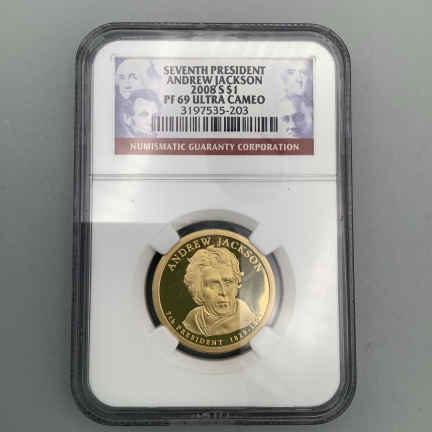 SEVENTH PRESIDENT
ANDREW JACKSON
2008 S $1
PF 69 ULTRA CAMEO
3197535-203
NUMISMATIC GUARANTY CORPORATION
ANDREW JACKSON
7th PRESIDENT